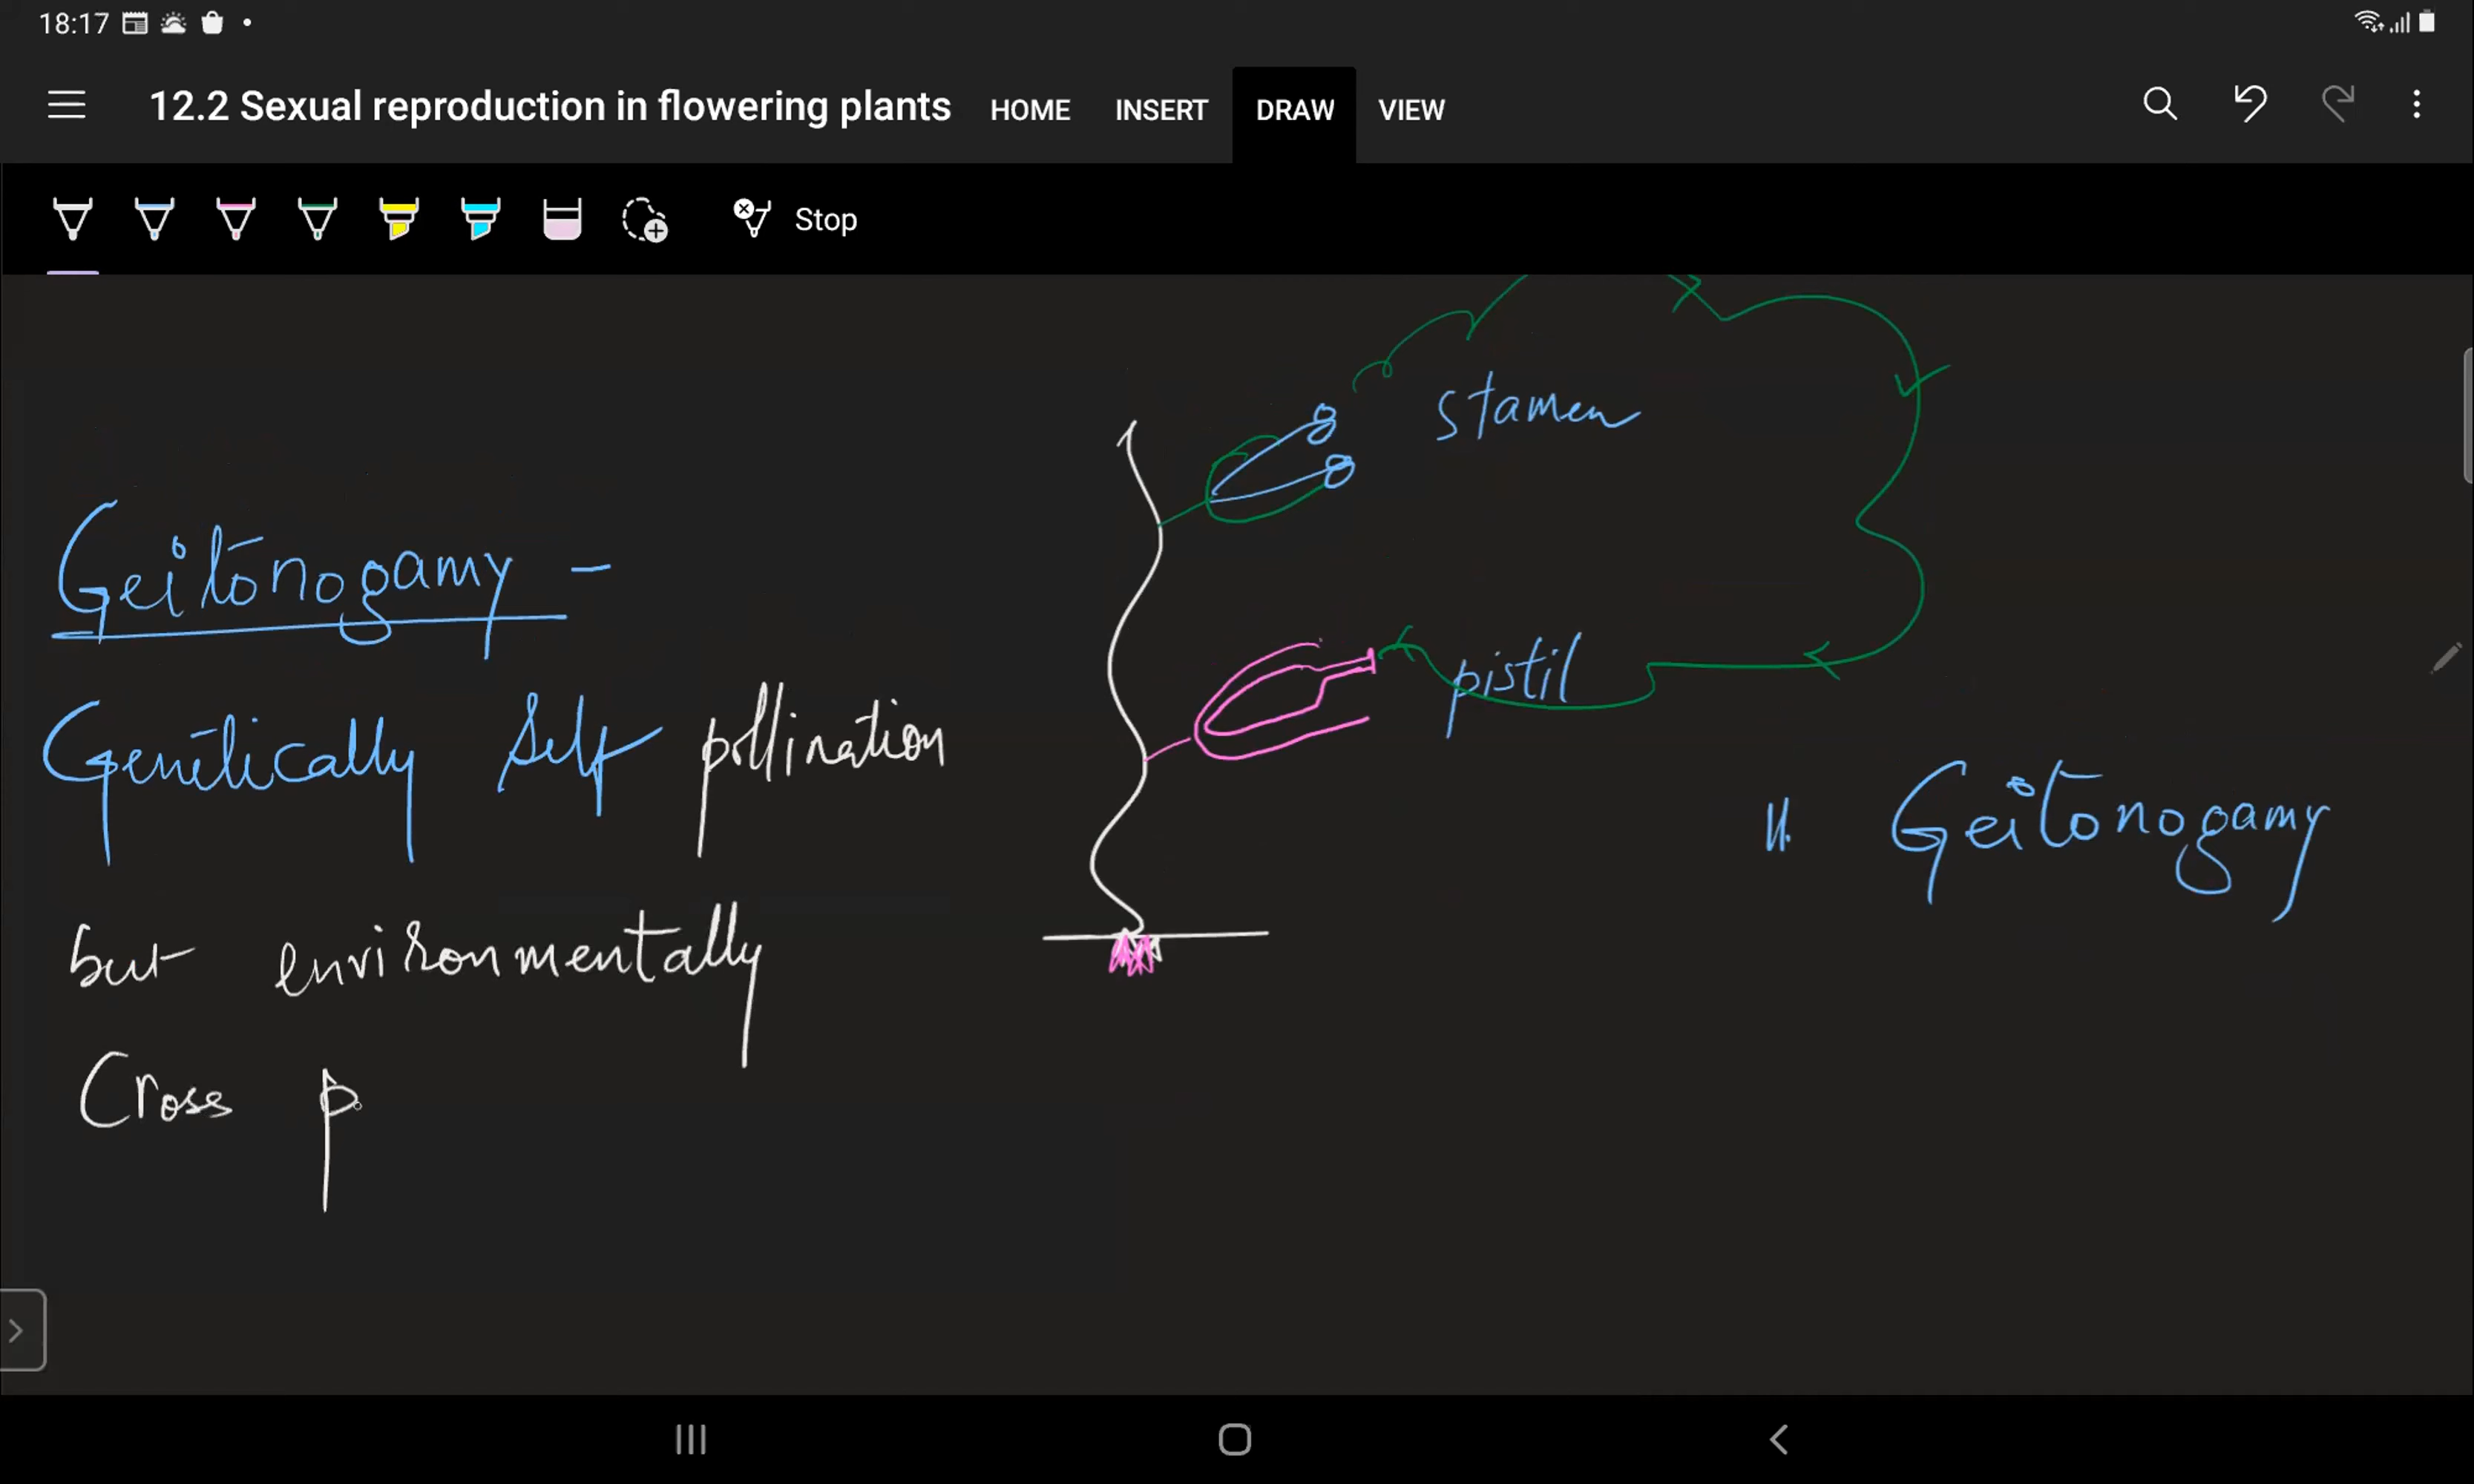 18:17
12.2 Sexual reproduction in flowering plants HOME INSERT DRAW VIEW
Stop
stamen
Geitonogamy -
pistil
Genetically self pollination
11. Geitonogamy
but environmentally
Cross p